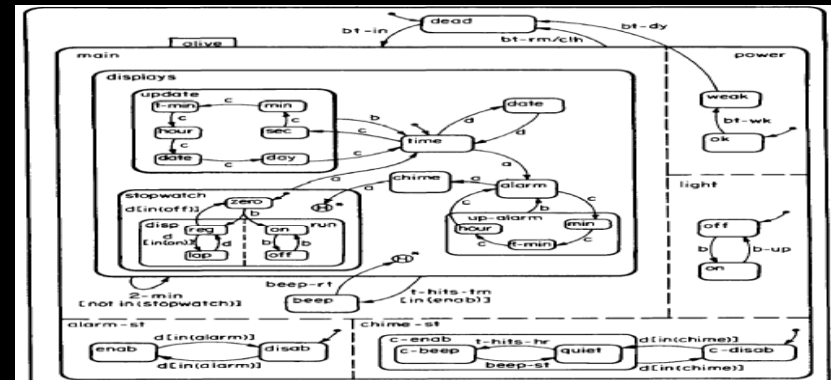 dead
bt-in
bt-rm/clh
bt-dy
alive
main
power
displays
update
t-min
c
min
b
date
d
weak
c
c
c
hour
sec
c
time
d
bt-wk
ok
c
date
c
day
c
a
a
chime
a
alarm
light
stopwatch
zero
a
d[in(off)]
b
c
b
c
off
disp
reg
on
run
up-alarm
hour
min
d
[in(on)]
d
b
b
c
t-min
c
b
b-up
lap
off
on
H*
H*
2-min
[not in(stopwatch)]
beep-rt
beep
t-hits-tm
[in(enab)]
alarm-st
chime-st
enab
d[in(alarm)]
disab
d[in(alarm)]
c-enab
c-beep
t-hits-hr
quiet
beep-st
d[in(chime)]
c-disab
d[in(chime)]